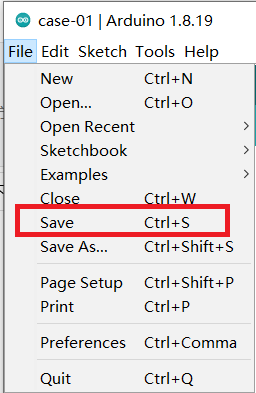 case-01 | Arduino 1.8.19
File Edit Sketch Tools Help
New Ctrl+N
Open... Ctrl+O
Open Recent
Sketchbook
Examples
Close Ctrl+W
Save Ctrl+S
Save As... Ctrl+Shift+S
Page Setup Ctrl+Shift+P
Print Ctrl+P
Preferences Ctrl+Comma
Quit Ctrl+Q